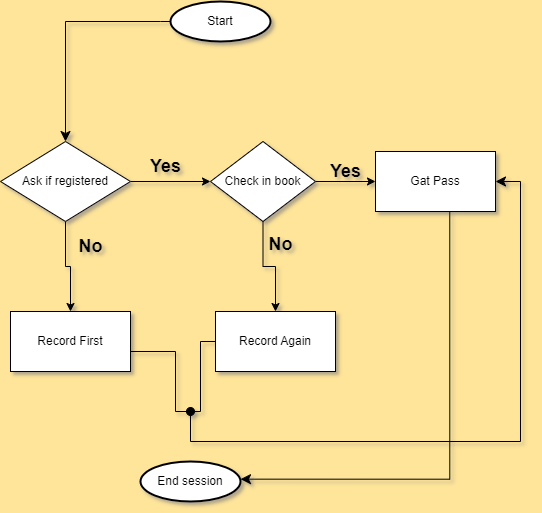 Start
Ask if registered
Yes
Check in book
Yes
Gat Pass
No
No
Record First
Record Again
End session